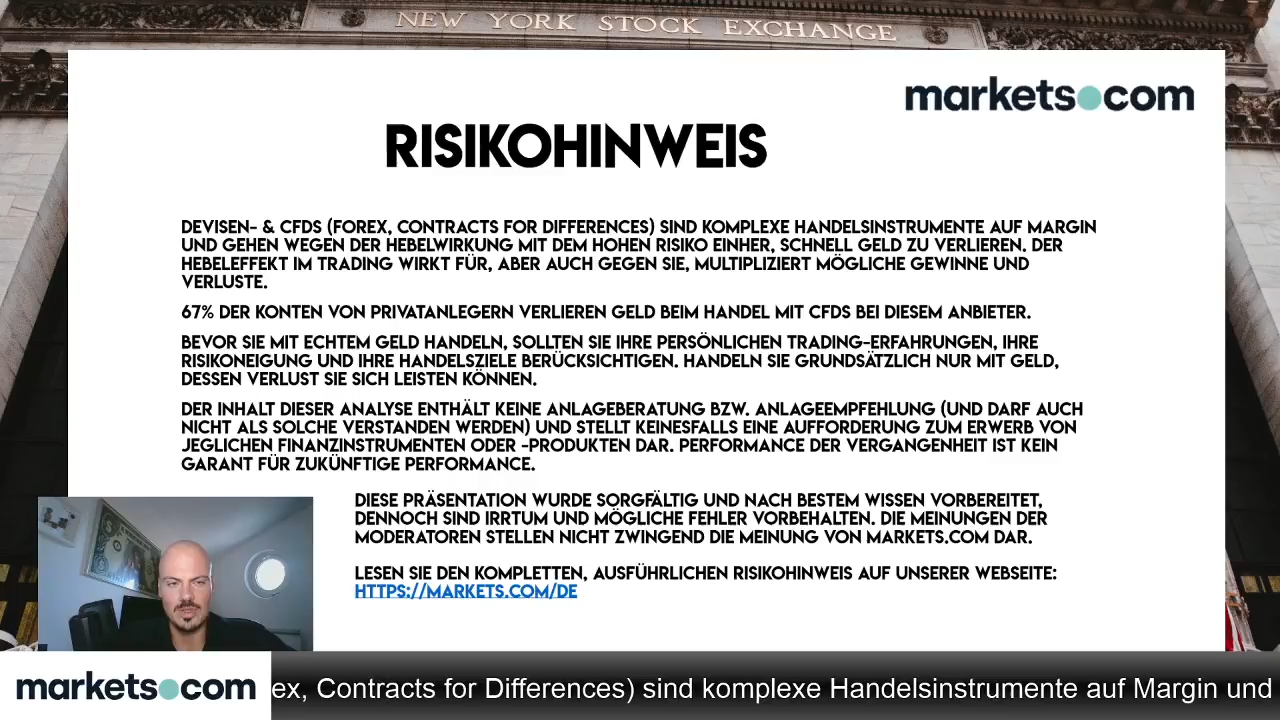 NEW YORK STOCK EXCHANGE
markets.com
RISIKOHINWEIS
DEVISEN- & CFDS (FOREX, CONTRACTS FOR DIFFERENCES) SIND KOMPLEXE HANDELSINSTRUMENTE AUF MARGIN
UND GEHEN WEGEN DER HEBELWIRKUNG MIT DEM HOHEN RISIKO EINHER, SCHNELL GELD ZU VERLIEREN. DER
HEBELEFFEKT IM TRADING WIRKT FÜR, ABER AUCH GEGEN SIE, MULTIPLIZIERT MÖGLICHE GEWINNE UND
VERLUSTE.
67% DER KONTEN VON PRIVATANLEGERN VERLIEREN GELD BEIM HANDEL MIT CFDS BEI DIESEM ANBIETER.
BEVOR SIE MIT ECHTEM GELD HANDELN, SOLLTEN SIE IHRE PERSÖNLICHEN TRADING-ERFAHRUNGEN, IHRE
RISIKONEIGUNG UND IHRE HANDELSZIELE BERÜCKSICHTIGEN. HANDELN SIE GRUNDSÄTZLICH NUR MIT GELD,
DESSEN VERLUST SIE SICH LEISTEN KÖNNEN.
DER INHALT DIESER ANALYSE ENTHÄLT KEINE ANLAGEBERATUNG BZW. ANLAGEEMPFEHLUNG (UND DARF AUCH
NICHT ALS SOLCHE VERSTANDEN WERDEN) UND STELLT KEINESFALLS EINE AUFFORDERUNG ZUM ERWERB VON
JEGLICHEN FINANZINSTRUMENTEN ODER -PRODUKTEN DAR. PERFORMANCE DER VERGANGENHEIT IST KEIN
GARANT FÜR ZUKÜNFTIGE PERFORMANCE.
DIESE PRÄSENTATION WURDE SORGFÄLTIG UND NACH BESTEM WISSEN VORBEREITET,
DENNOCH SIND IRRTUM UND MÖGLICHE FEHLER VORBEHALTEN. DIE MEINUNGEN DER
MODERATOREN STELLEN NICHT ZWINGEND DIE MEINUNG VON MARKETS.COM DAR.
LESEN SIE DEN KOMPLETTEN, AUSFÜHRLICHEN RISIKOHINWEIS AUF UNSERER WEBSEITE:
HTTPS://MARKETS.COM/DE
markets.com
ex, Contracts for Differences) sind komplexe Handelsinstrumente auf Margin und